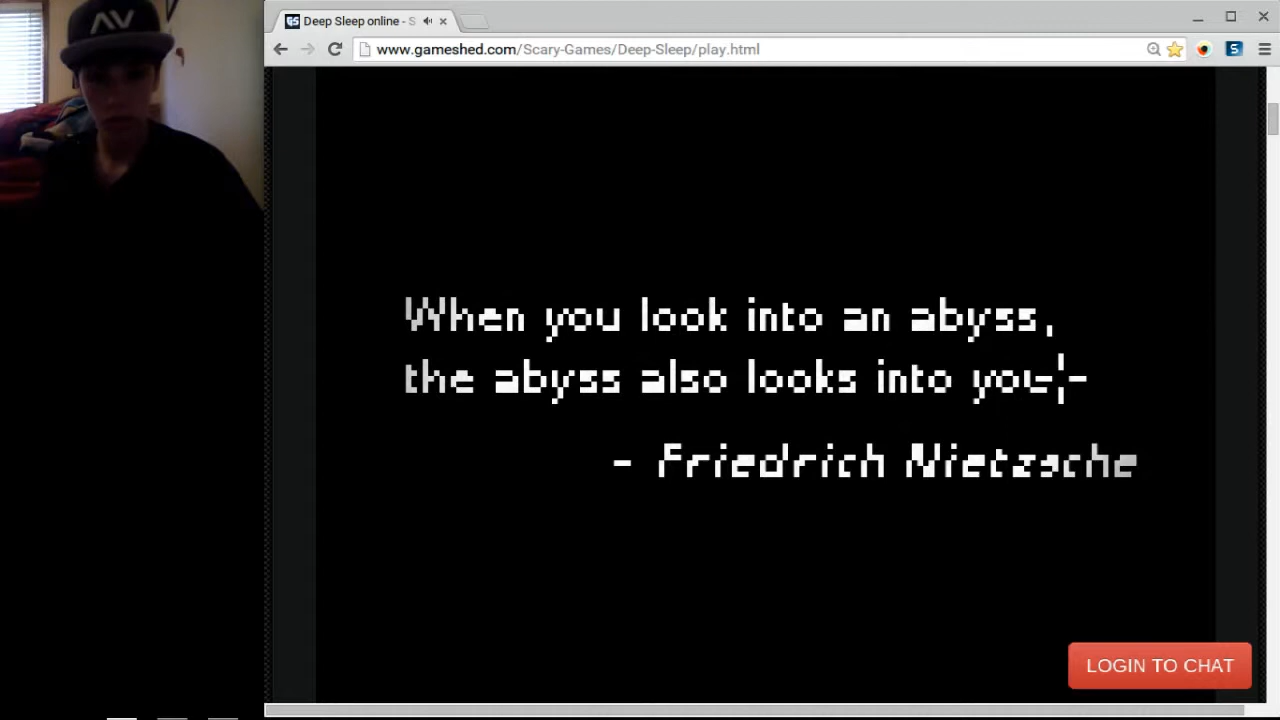 AV
Deep Sleep online - S
www.gameshed.com/Scary-Games/Deep-Sleep/play.html
When you look into an abyss,
the abyss also looks into you
- Friedrich Nietzsche
LOGIN TO CHAT